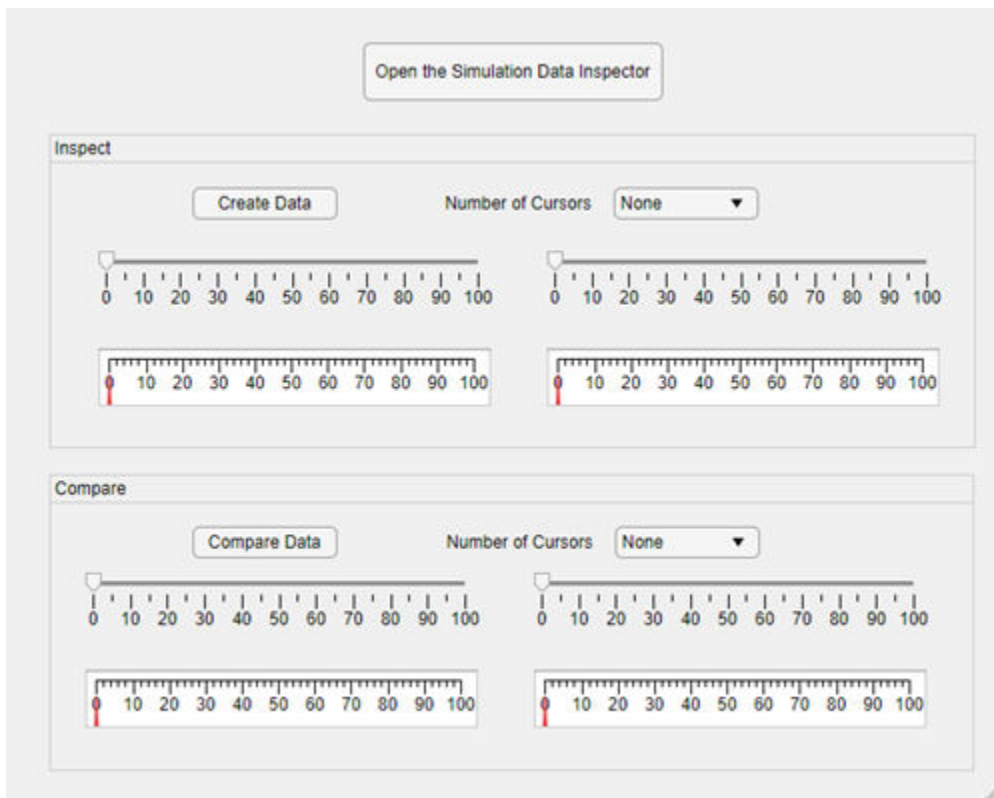 Open the Simulation Data Inspector
Inspect
Create Data Number of Cursors None
0 10 20 30 40 50 60 70 80 90 100 0 10 20 30 40 50 60 70 80 90 100
0 10 20 30 40 50 60 70 80 90 100 0 10 20 30 40 50 60 70 80 90 100
Compare
Compare Data Number of Cursors None
0 10 20 30 40 50 60 70 80 90 100 0 10 20 30 40 50 60 70 80 90 100
0 10 20 30 40 50 60 70 80 90 100 0 10 20 30 40 50 60 70 80 90 100